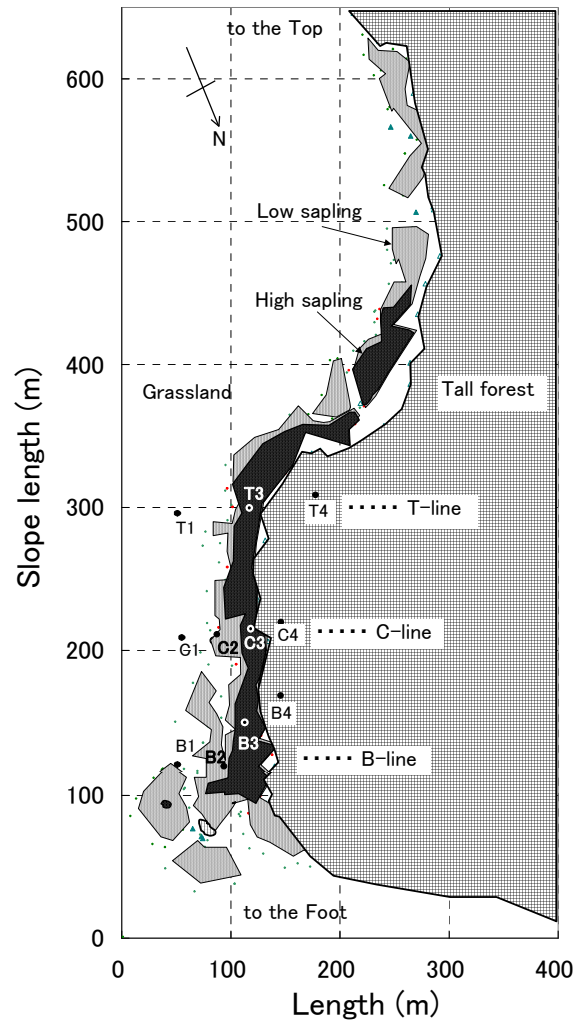 to the Top
600
N
500
Low sapling
High sapling
400
Grassland
Tall forest
Slope length (m)
T3
300
T1
T4
T-line
C-line
C4
C3
C2
G1
200
B4
B3
B1
B2
B-line
100
to the Foot
0
0 100 200 300 400
Length (m)